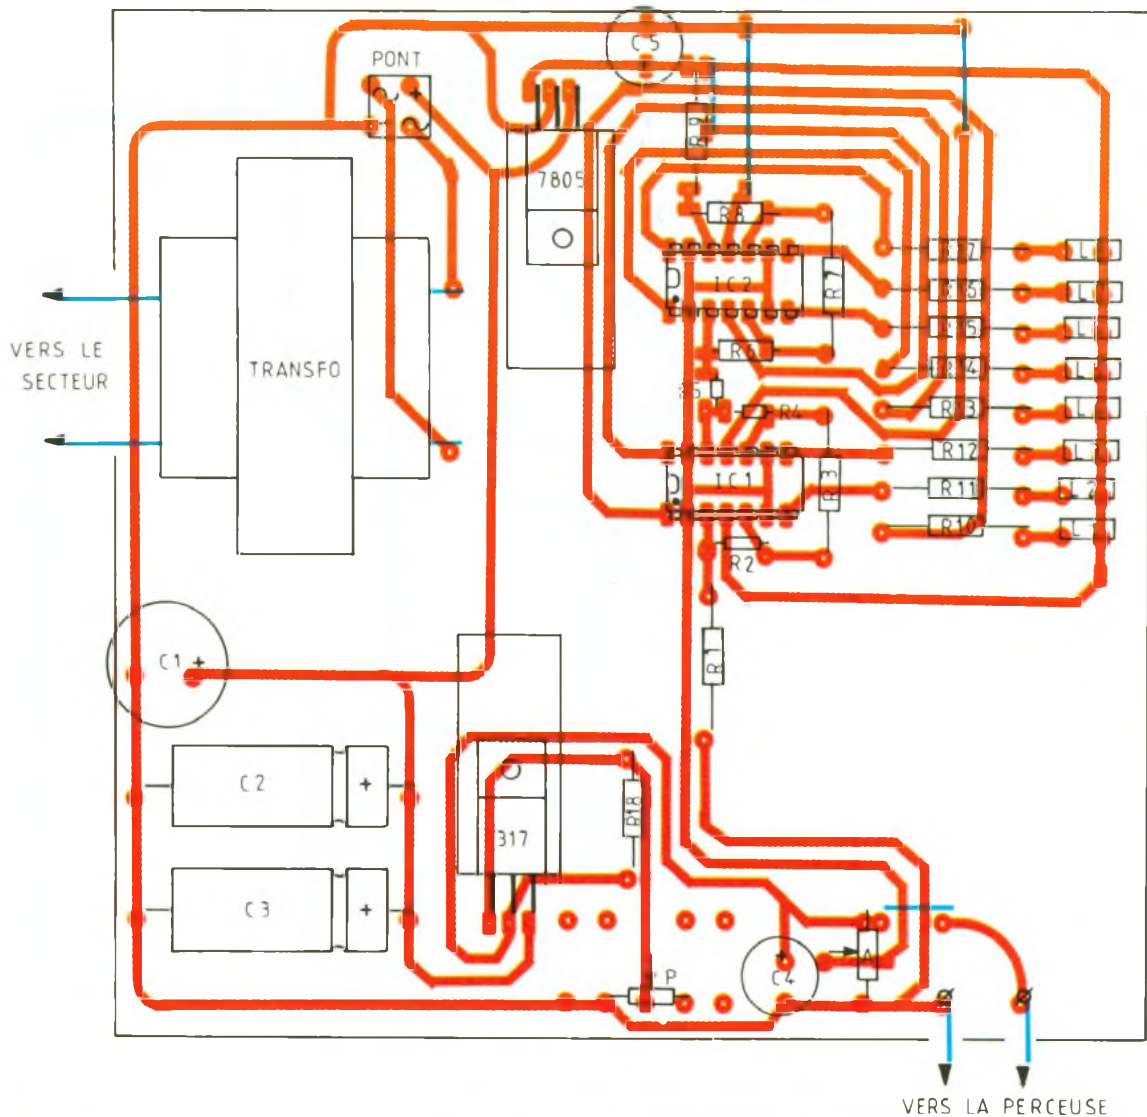 C5
PONT
R9
7805
R8
R7
IC2
R6
R5
R4
IC1
R3
R2
R1
R17
R16
R15
R14
R13
R12
R11
R10
L
L
L
L
L
L
L2
L
VERS LE
SECTEUR
TRANSFO
C1 +
C2 +
317
R18
C3 +
P
+
C4
A
VERS LA PERCEUSE